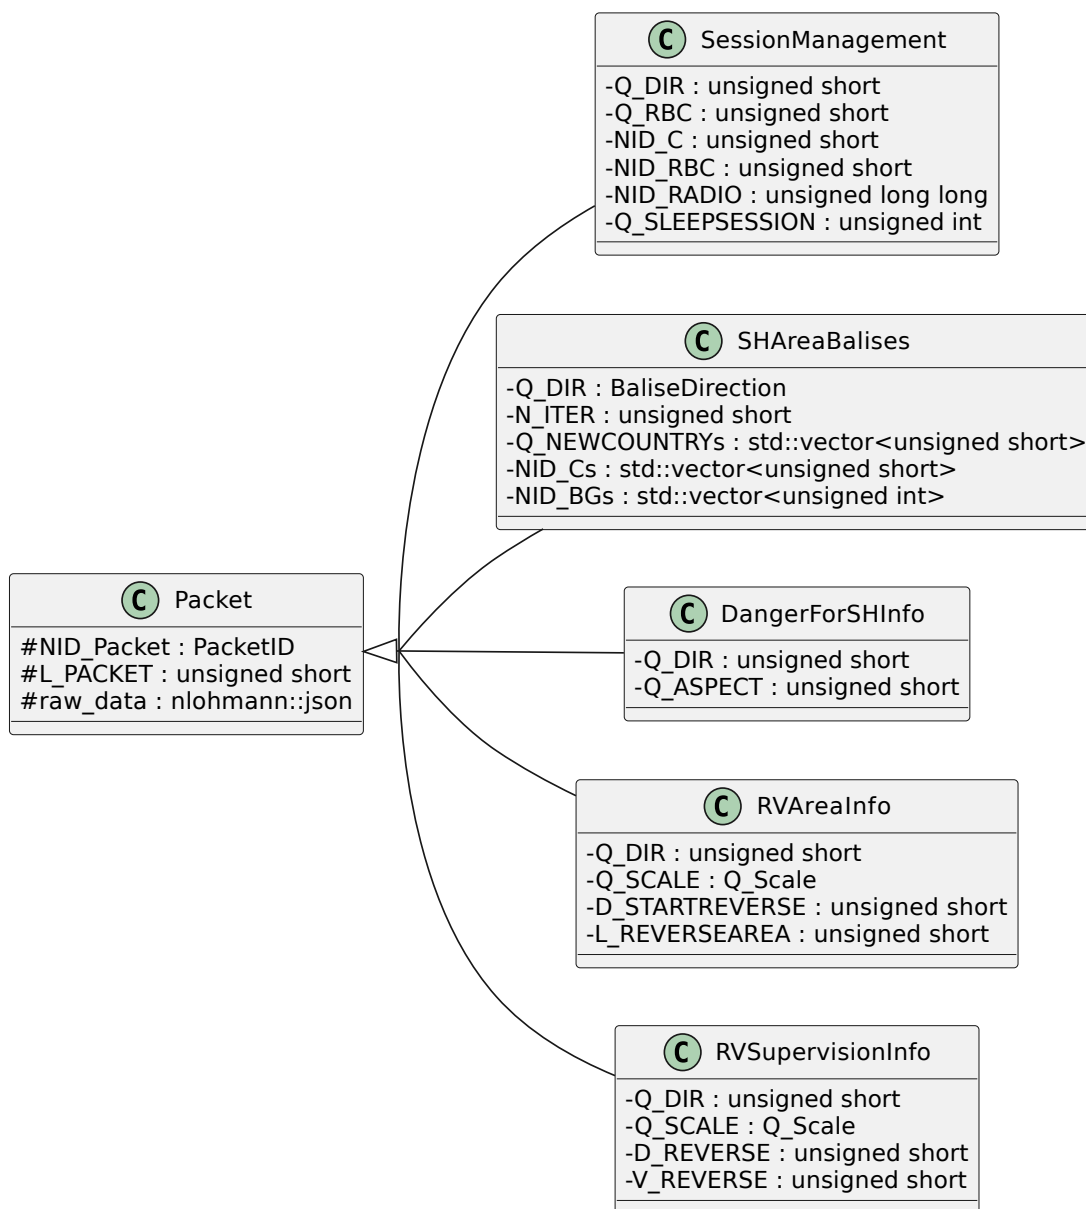 C SessionManagement
-Q_DIR : unsigned short
-Q_RBC : unsigned short
-NID_C : unsigned short
-NID_RBC : unsigned short
-NID_RADIO : unsigned long long
-Q_SLEEPSESSION : unsigned int
C SHAreaBalises
-Q_DIR : BaliseDirection
-N_ITER : unsigned short
-Q_NEWCOUNTRYs : std::vector<unsigned short>
-NID_Cs : std::vector<unsigned short>
-NID_BGs : std::vector<unsigned int>
C Packet
#NID_Packet : PacketID
#L_PACKET : unsigned short
#raw_data : nlohmann::json
C DangerForSHInfo
-Q_DIR : unsigned short
-Q_ASPECT : unsigned short
C RVAreaInfo
-Q_DIR : unsigned short
-Q_SCALE : Q_Scale
-D_STARTREVERSE : unsigned short
-L_REVERSEAREA : unsigned short
C RVSupervisionInfo
-Q_DIR : unsigned short
-Q_SCALE : Q_Scale
-D_REVERSE : unsigned short
-V_REVERSE : unsigned short